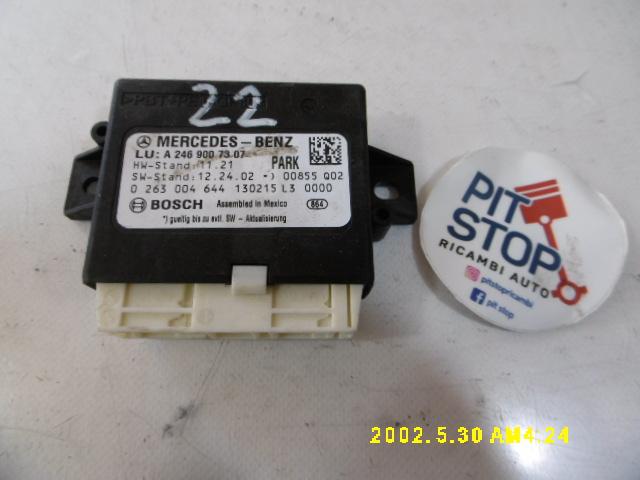 22
MERCEDES-BENZ
LU: A 246 900 73 07
HW-Stand: 11.21 PARK
SW-Stand: 12.24.02 *) 00855 Q02
0 263 004 644 130215 L3 0000
BOSCH Assembled in Mexico 864
*) gueltig bis zu evtl. SW - Aktualisierung
PIT
STOP
RICAMBI AUTO
pitstopricambi
pit stop
2002.5.30 AM4:24